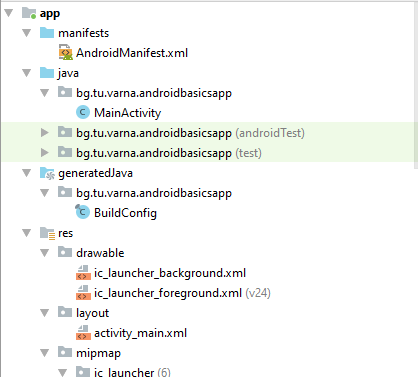 app
manifests
AndroidManifest.xml
java
bg.tu.varna.androidbasicsapp
MainActivity
bg.tu.varna.androidbasicsapp (androidTest)
bg.tu.varna.androidbasicsapp (test)
generatedJava
bg.tu.varna.androidbasicsapp
BuildConfig
res
drawable
ic_launcher_background.xml
ic_launcher_foreground.xml (v24)
layout
activity_main.xml
mipmap
ic_launcher (6)